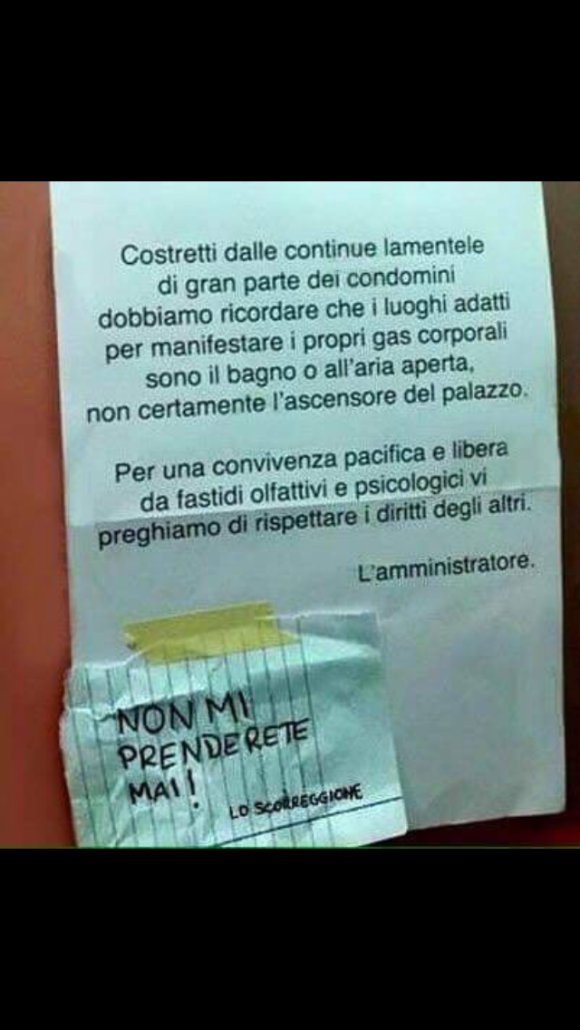 Costretti dalle continue lamentele
di gran parte dei condomini
dobbiamo ricordare che i luoghi adatti
per manifestare i propri gas corporali
sono il bagno o all'aria aperta,
non certamente l'ascensore del palazzo.
Per una convivenza pacifica e libera
da fastidi olfattivi e psicologici vi
preghiamo di rispettare i diritti degli altri.
L'amministratore.
NON MI
PRENDERETE
MAI!
LO SCORREGGIONE